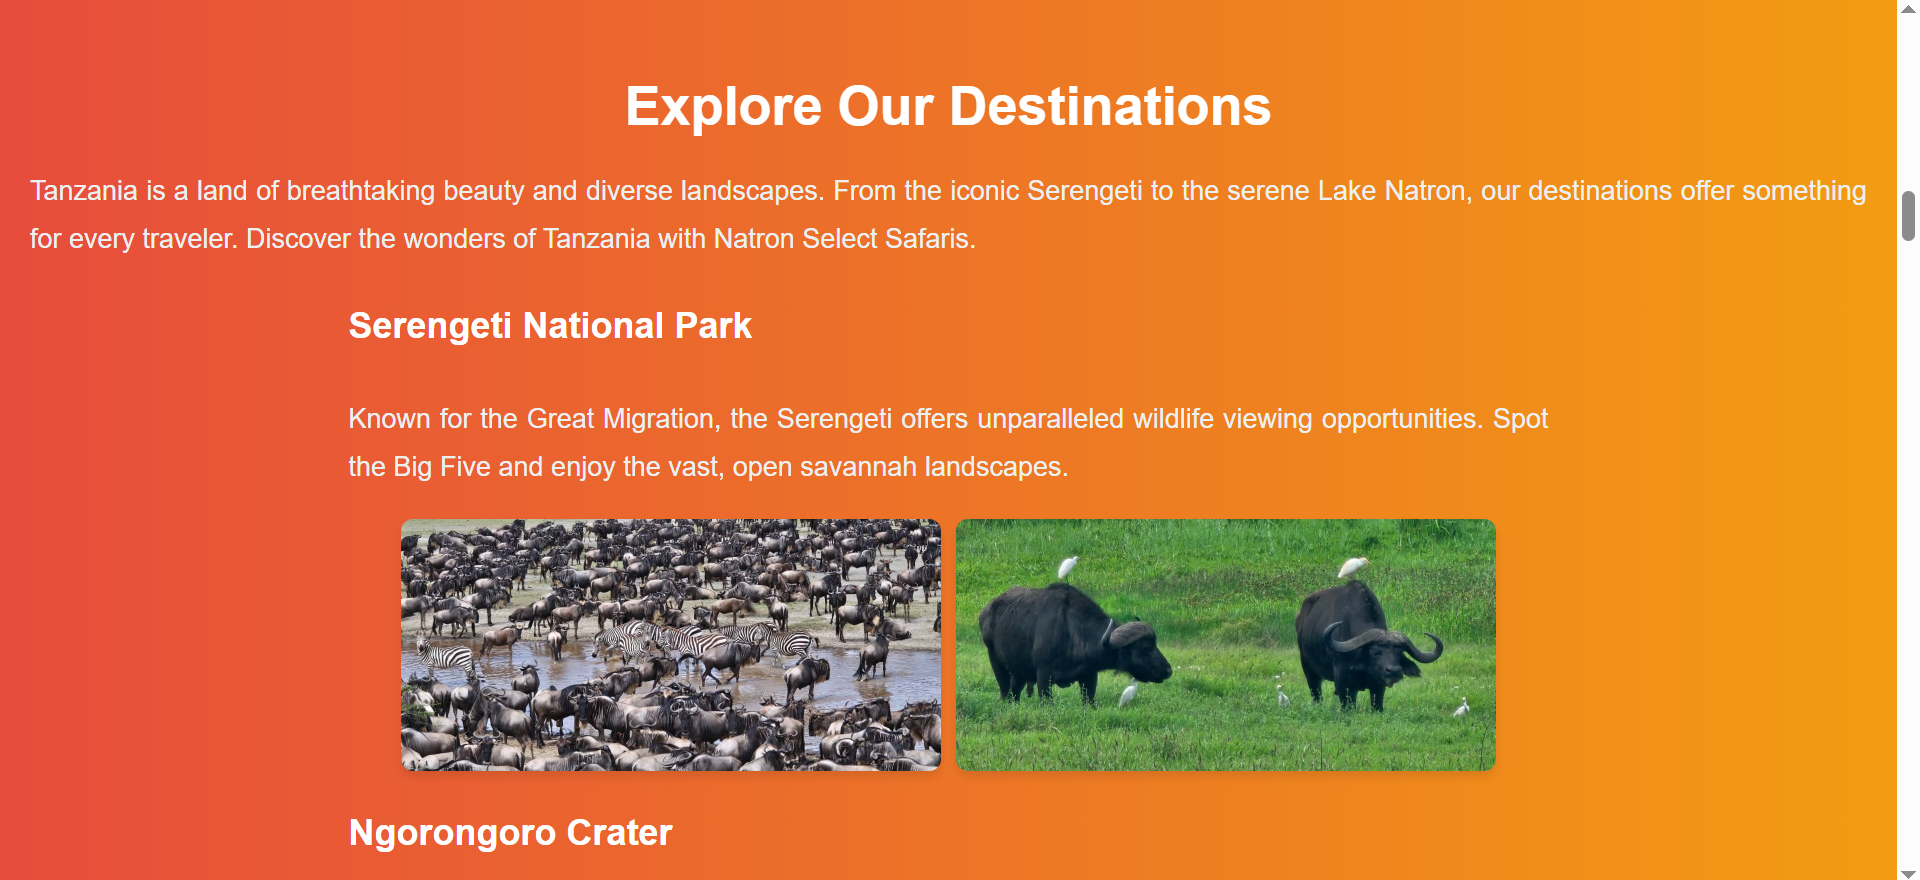 Explore Our Destinations
Tanzania is a land of breathtaking beauty and diverse landscapes. From the iconic Serengeti to the serene Lake Natron, our destinations offer something
for every traveler. Discover the wonders of Tanzania with Natron Select Safaris.
Serengeti National Park
Known for the Great Migration, the Serengeti offers unparalleled wildlife viewing opportunities. Spot
the Big Five and enjoy the vast, open savannah landscapes.
Ngorongoro Crater